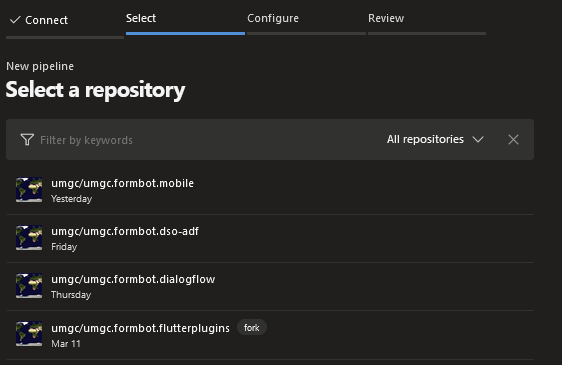 Connect
Select
Configure
Review
New pipeline
Select a repository
Filter by keywords
All repositories
umgc/umgc.formbot.mobile
Yesterday
umgc/umgc.formbot.dso-adf
Friday
umgc/umgc.formbot.dialogflow
Thursday
umgc/umgc.formbot.flutterplugins fork
Mar 11